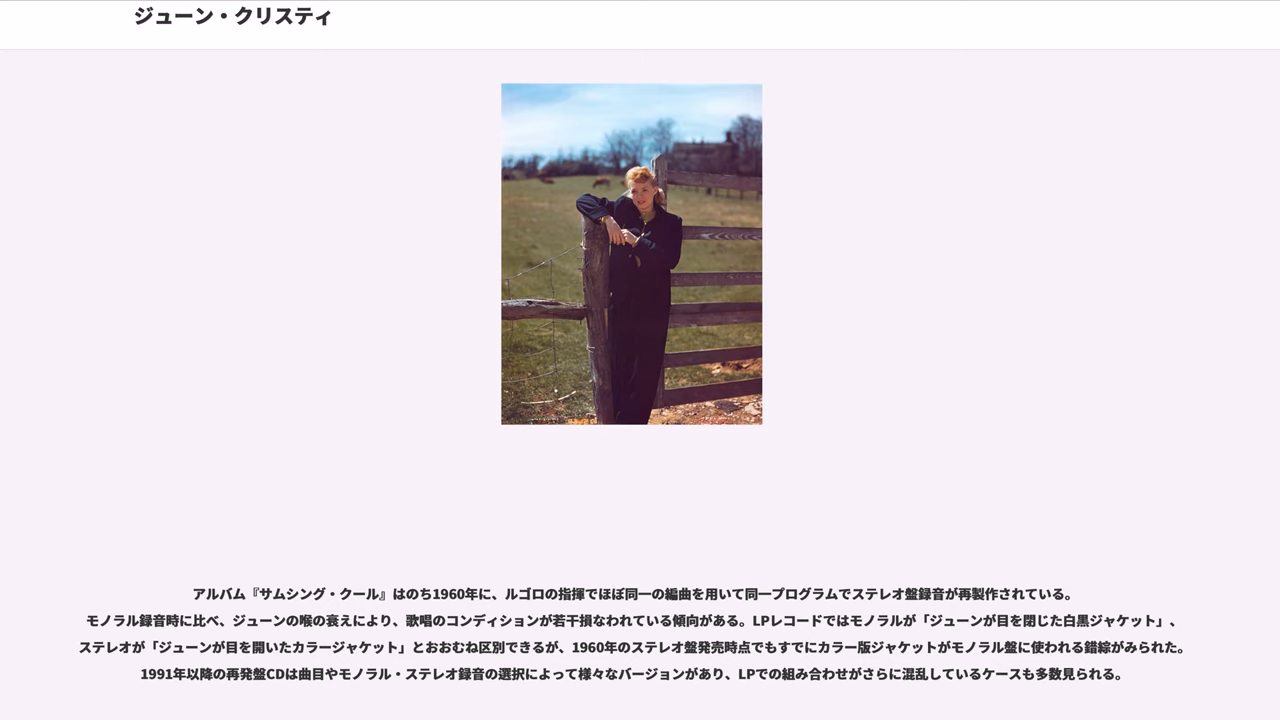 ジューン・クリスティ
アルバム『サムシング・クール』はのち1960年に、ルゴロの指揮でほぼ同一の編曲を用いて同一プログラムでステレオ盤録音が再製作されている。
モノラル録音時に比べ、ジューンの喉の衰えにより、歌唱のコンディションが若干損なわれている傾向がある。LPレコードではモノラルが「ジューンが目を閉じた白黒ジャケット」、
ステレオが「ジューンが目を開いたカラージャケット」とおおむね区別できるが、1960年のステレオ盤発売時点でもすでにカラー版ジャケットがモノラル盤に使われる錯綜がみられた。
1991年以降の再発盤CDは曲目やモノラル・ステレオ録音の選択によって様々なバージョンがあり、LPでの組み合わせがさらに混乱しているケースも多数見られる。